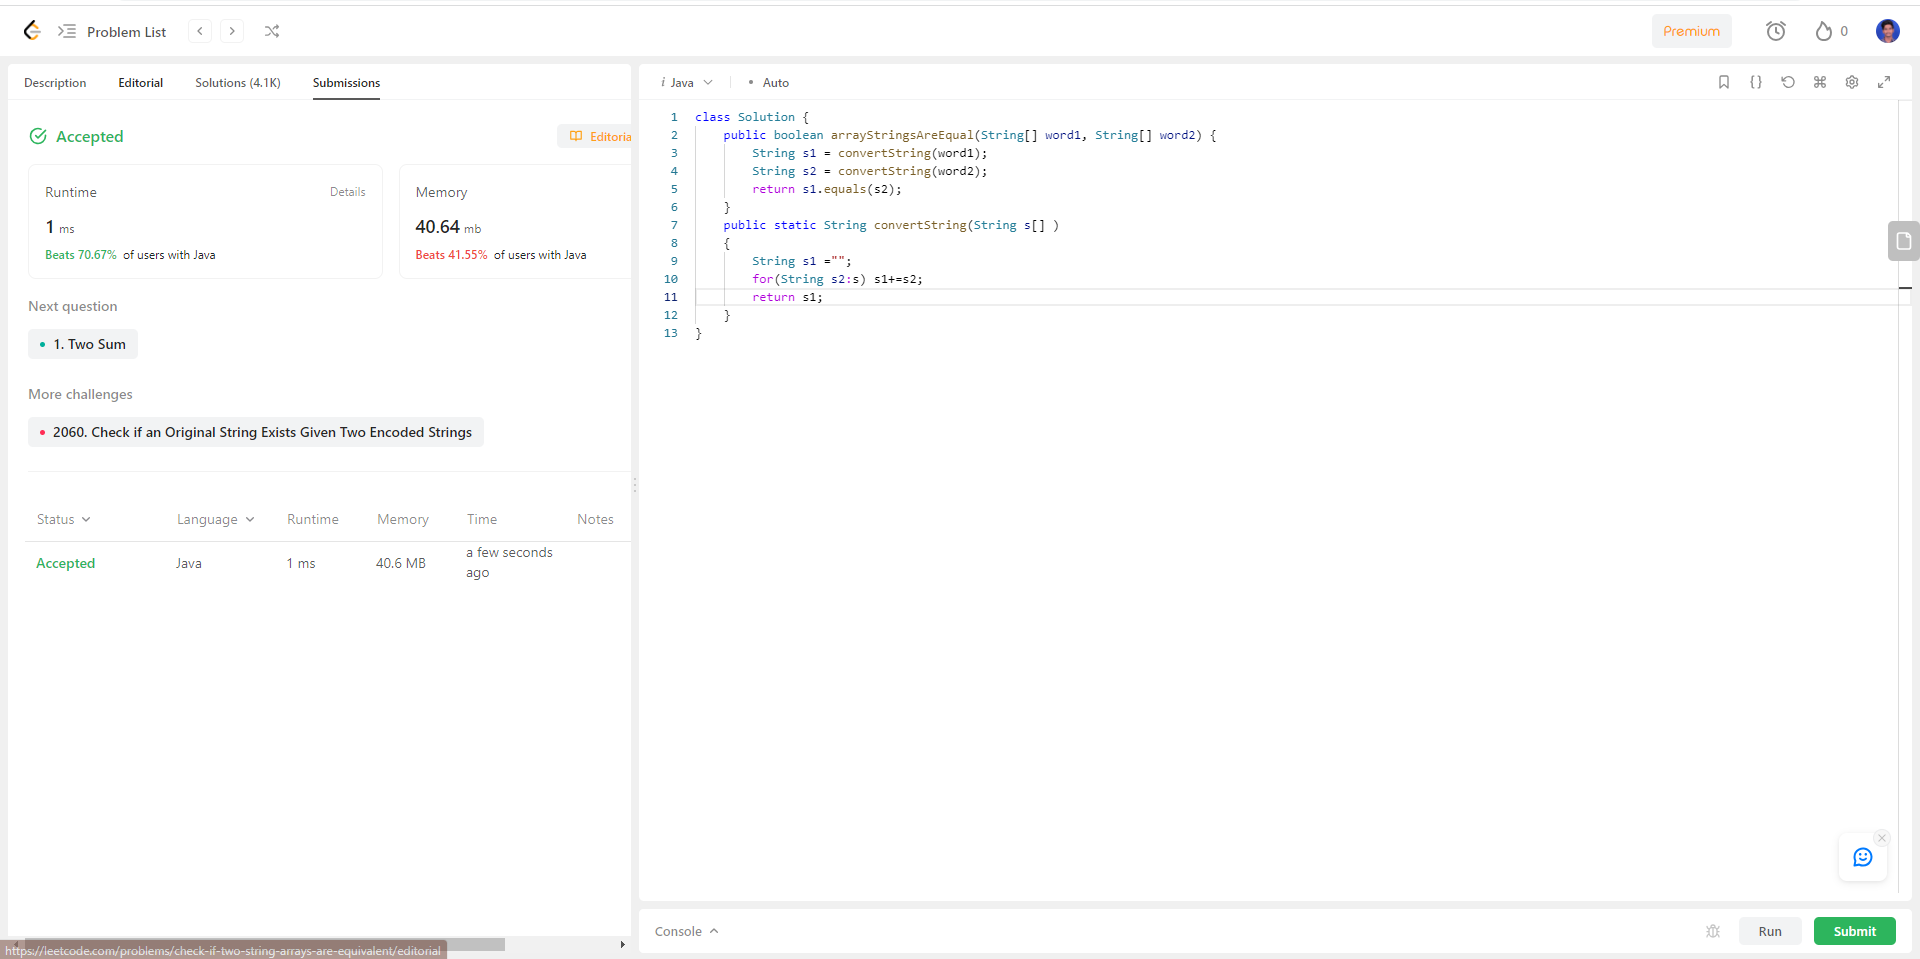 Problem List
Premium
0
Description Editorial Solutions (4.1K) Submissions
Accepted
Editoria
Runtime Details
1 ms
Beats 70.67% of users with Java
Memory
40.64 mb
Beats 41.55% of users with Java
Next question
1. Two Sum
More challenges
2060. Check if an Original String Exists Given Two Encoded Strings
Status Language Runtime Memory Time Notes
Accepted Java 1 ms 40.6 MB a few seconds
ago
https://leetcode.com/problems/check-if-two-string-arrays-are-equivalent/editorial
i Java • Auto
1 class Solution {
2     public boolean arrayStringsAreEqual(String[] word1, String[] word2) {
3         String s1 = convertString(word1);
4         String s2 = convertString(word2);
5         return s1.equals(s2);
6     }
7     public static String convertString(String s[] )
8     {
9         String s1 ="";
10         for(String s2:s) s1+=s2;
11         return s1;
12     }
13 }
Console
Run
Submit